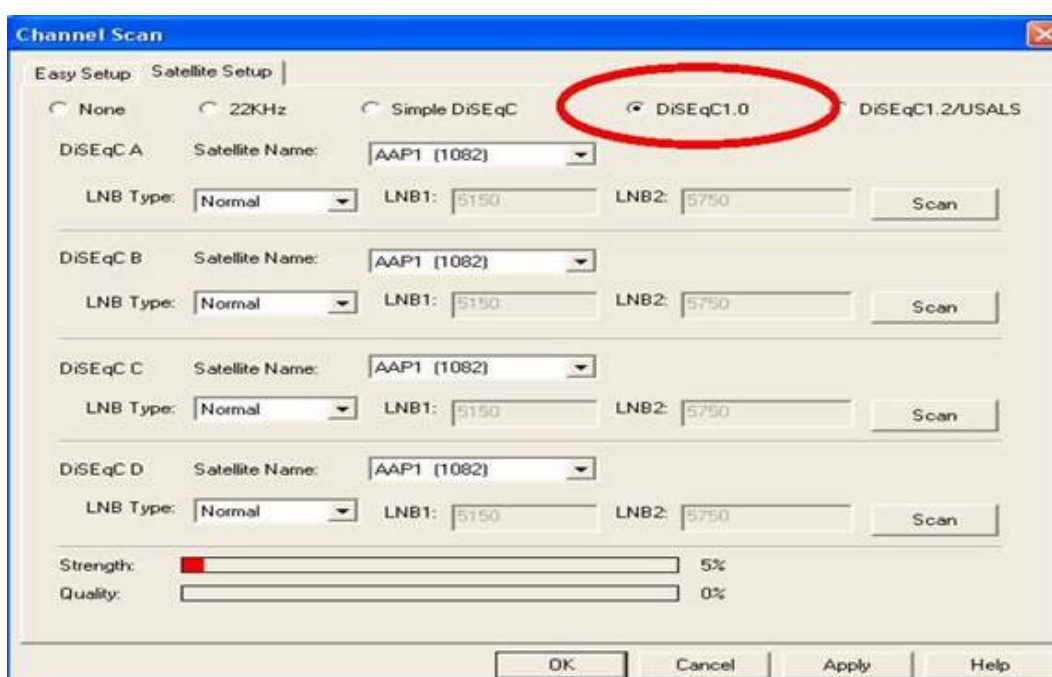 Channel Scan
Easy Setup Satellite Setup
None 22KHz Simple DiSEqC DiSEqC1.0 DiSEqC1.2/USALS
DiSEqC A Satellite Name: AAP1 (1082)
LNB Type: Normal LNB1: 5150 LNB2: 5750 Scan
DiSEqC B Satellite Name: AAP1 (1082)
LNB Type: Normal LNB1: 5150 LNB2: 5750 Scan
DiSEqC C Satellite Name: AAP1 (1082)
LNB Type: Normal LNB1: 5150 LNB2: 5750 Scan
DiSEqC D Satellite Name: AAP1 (1082)
LNB Type: Normal LNB1: 5150 LNB2: 5750 Scan
Strength: 5%
Quality: 0%
OK Cancel Apply Help